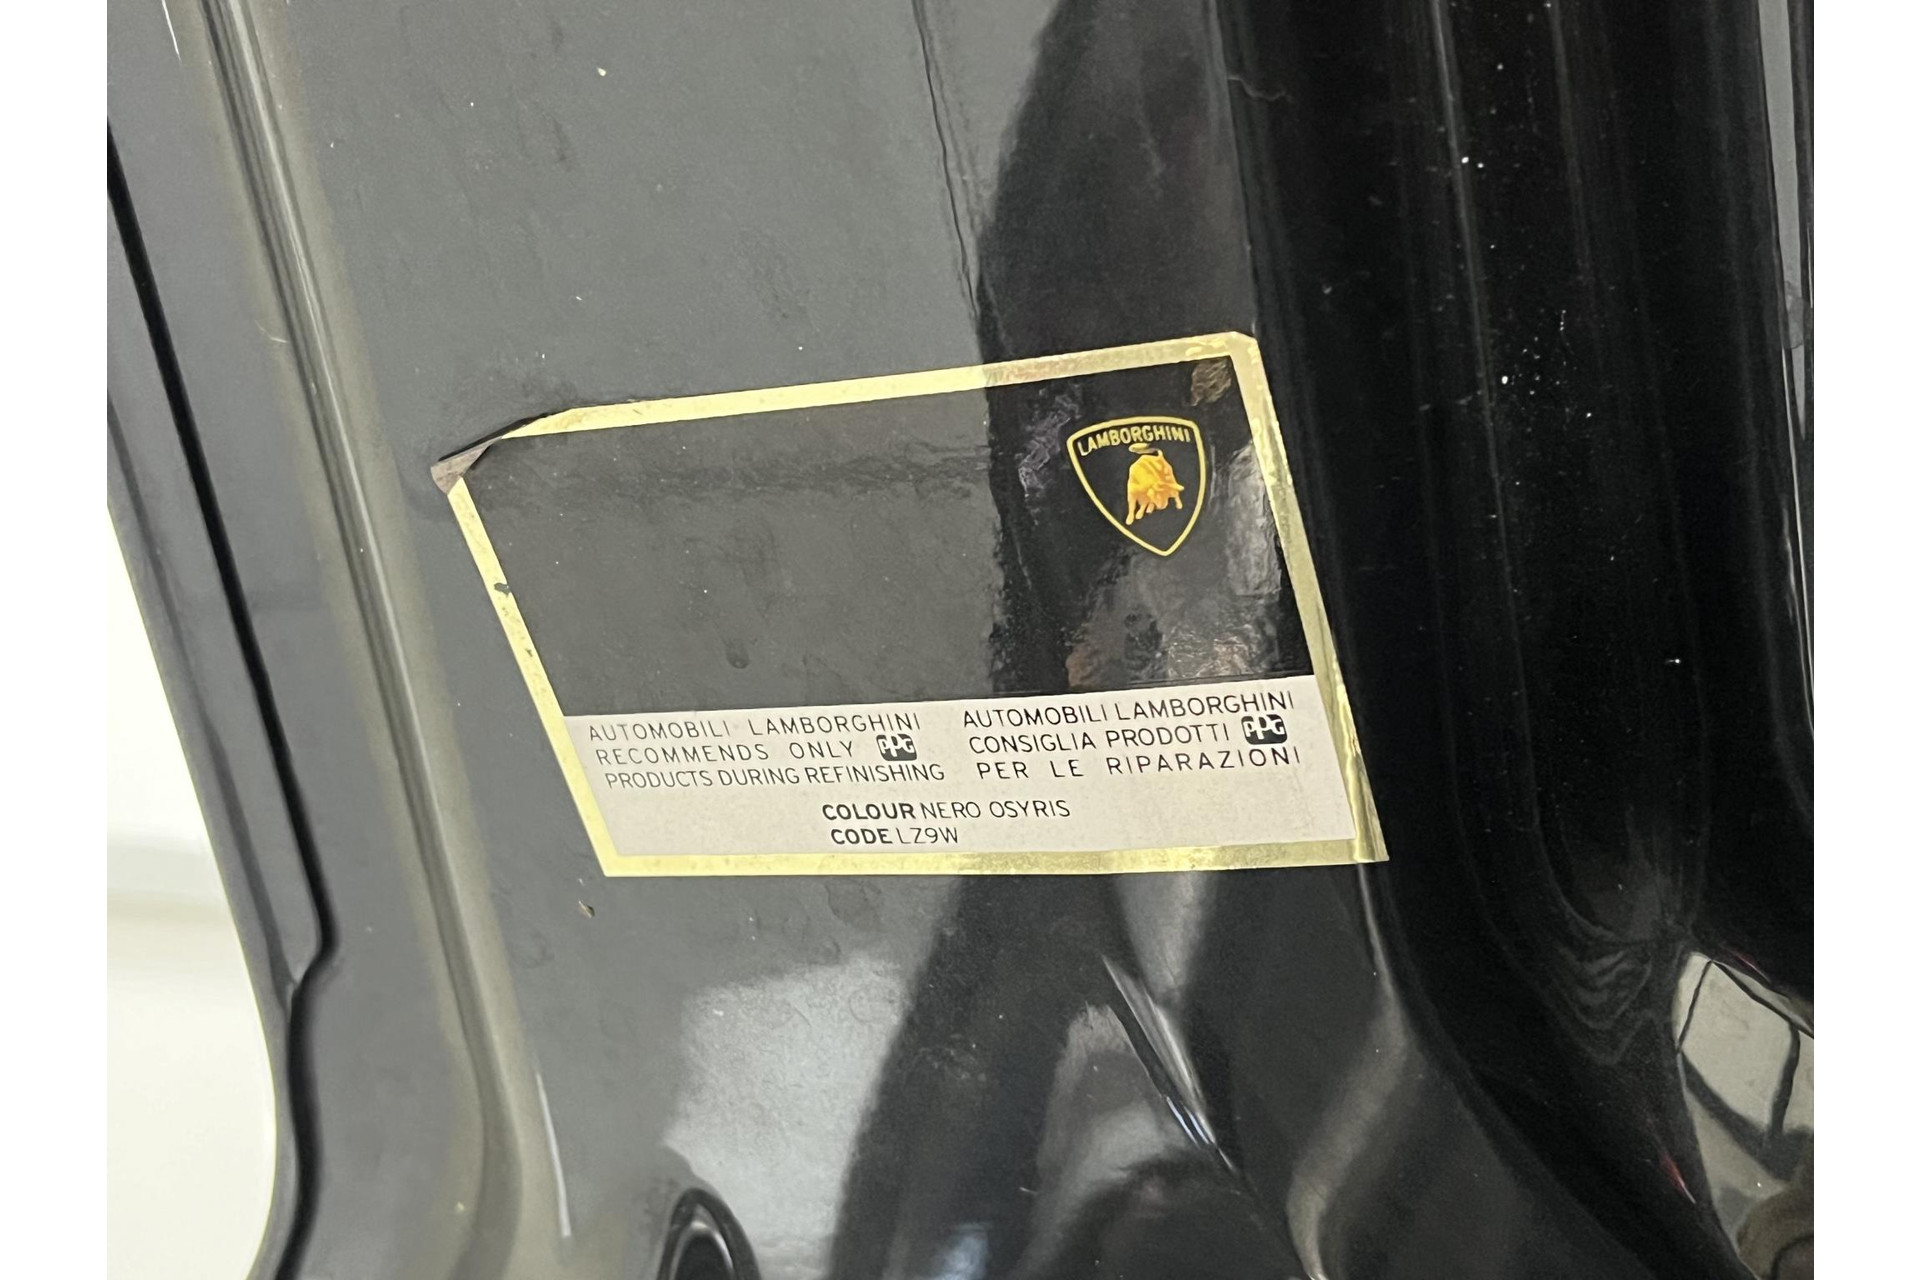 LAMBORGHINI
AUTOMOBILI LAMBORGHINI
RECOMMENDS ONLY PPG
PRODUCTS DURING REFINISHING
AUTOMOBILI LAMBORGHINI
CONSIGLIA PRODOTTI PPG
PER LE RIPARAZIONI
COLOUR NERO OSYRIS
CODE LZ9W